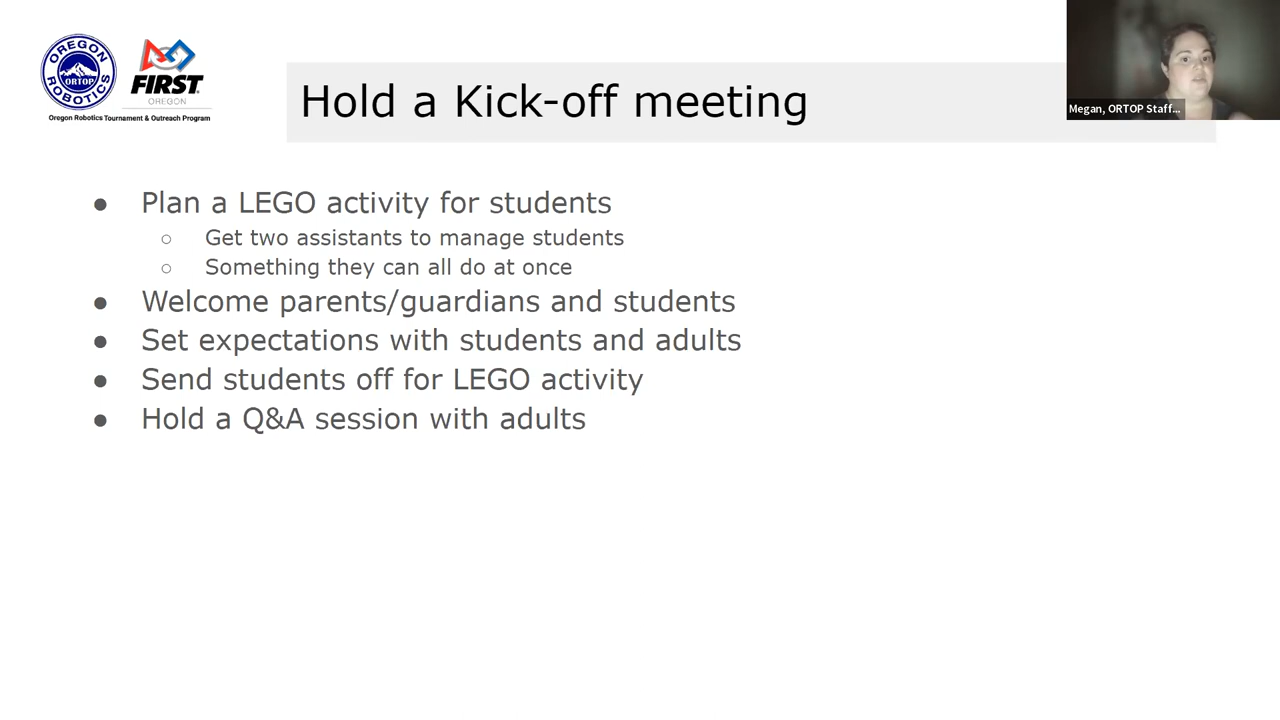 OREGON
ORTOP
ROBOTICS
FIRST
OREGON
Oregon Robotics Tournament & Outreach Program
Hold a Kick-off meeting
Megan, ORTOP Staff...
● Plan a LEGO activity for students
○ Get two assistants to manage students
○ Something they can all do at once
● Welcome parents/guardians and students
● Set expectations with students and adults
● Send students off for LEGO activity
● Hold a Q&A session with adults